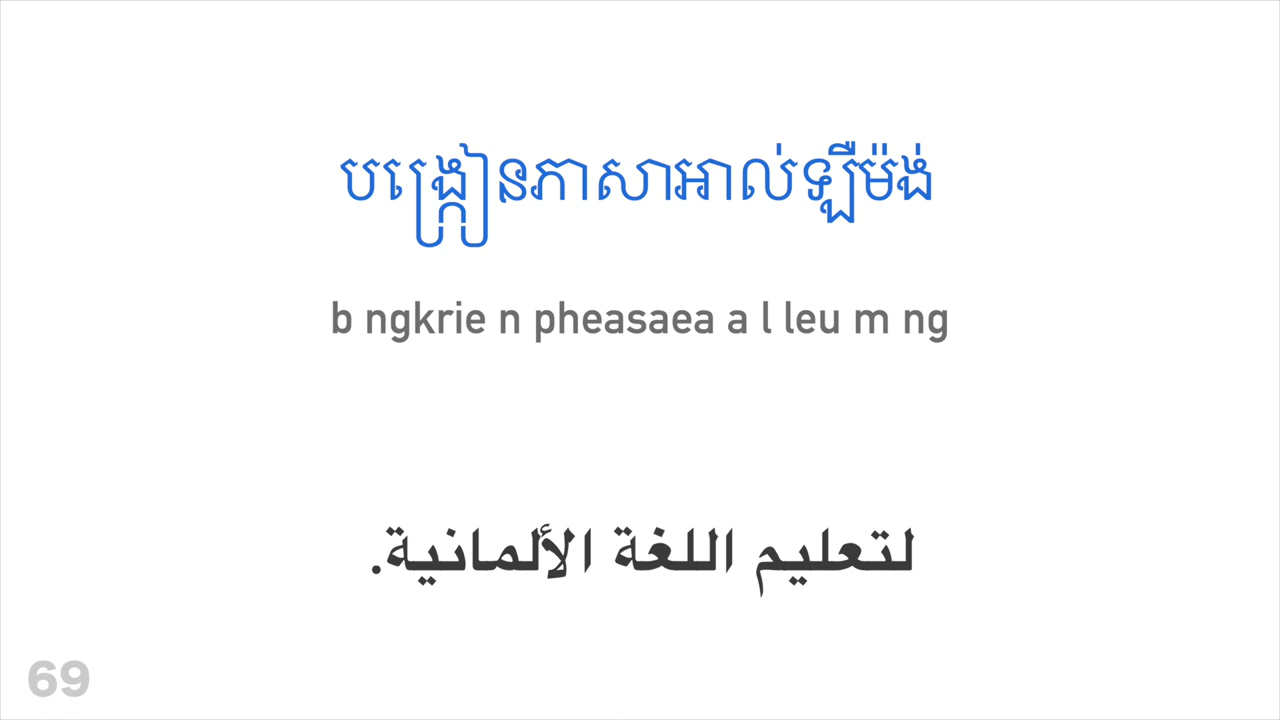 បង្រៀនភាសាអាល់ឡឺម៉ង់
b ngkrie n pheasaea a l leu m ng
لتعليم اللغة الألمانية.
69